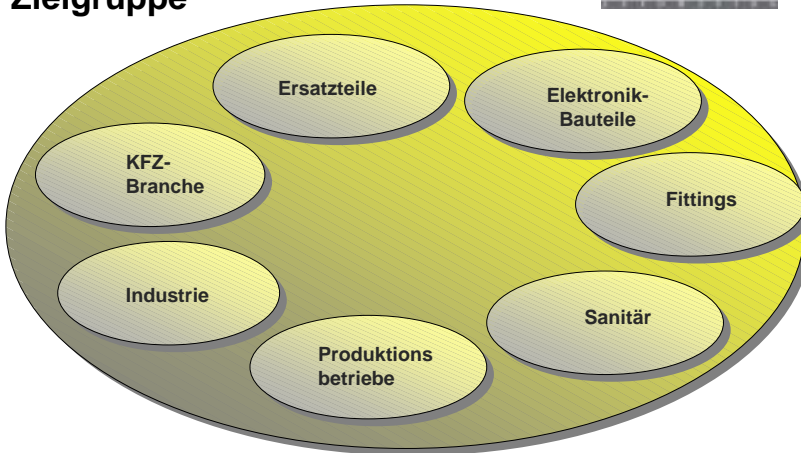 Zielgruppe
Ersatzteile
Elektronik-
Bauteile
KFZ-
Branche
Fittings
Industrie
Sanitär
Produktions
betriebe